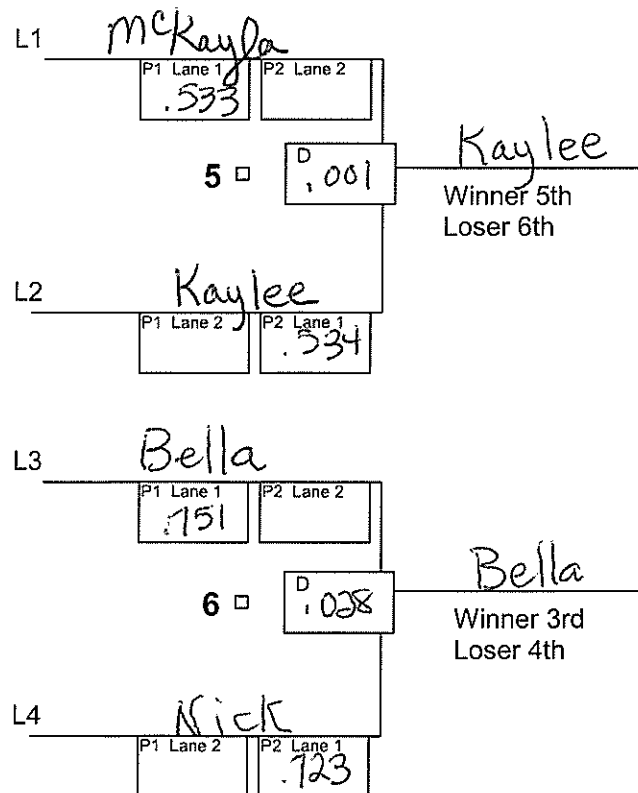 L1 McKayla
P1 Lane 1 P2 Lane 2
.533
5 D .001 Kaylee
Winner 5th
Loser 6th
L2 Kaylee
P1 Lane 2 P2 Lane 1
.534
L3 Bella
P1 Lane 1 P2 Lane 2
.751
6 D .028 Bella
Winner 3rd
Loser 4th
L4 Nick
P1 Lane 2 P2 Lane 1
.723